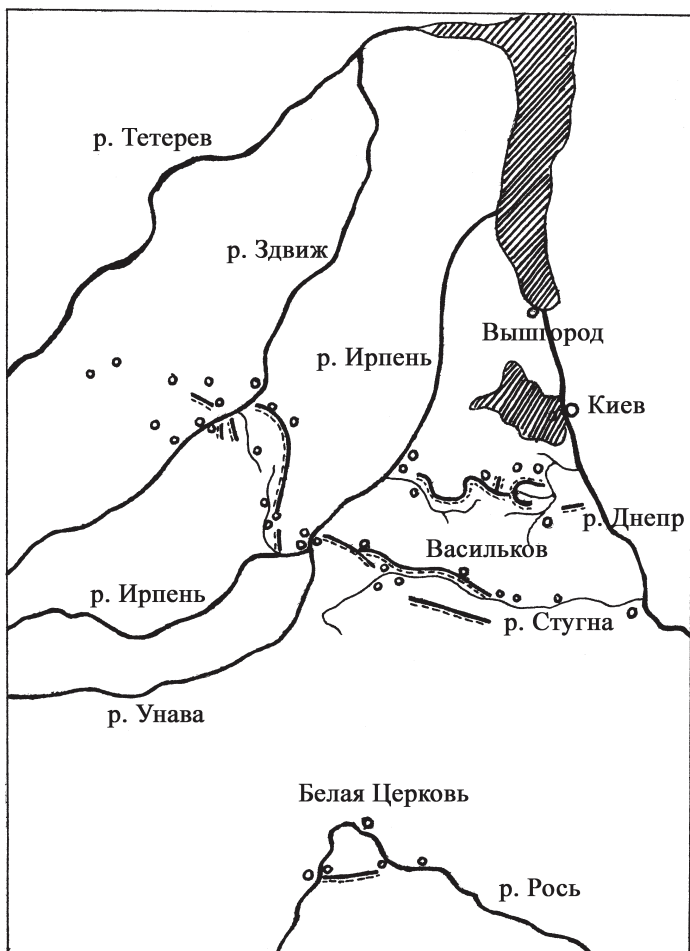 р. Тетерев
р. Здвиж
Вышгород
р. Ирпень
Киев
р. Днепр
Васильков
р. Ирпень
р. Стугна
р. Унава
Белая Церковь
р. Рось